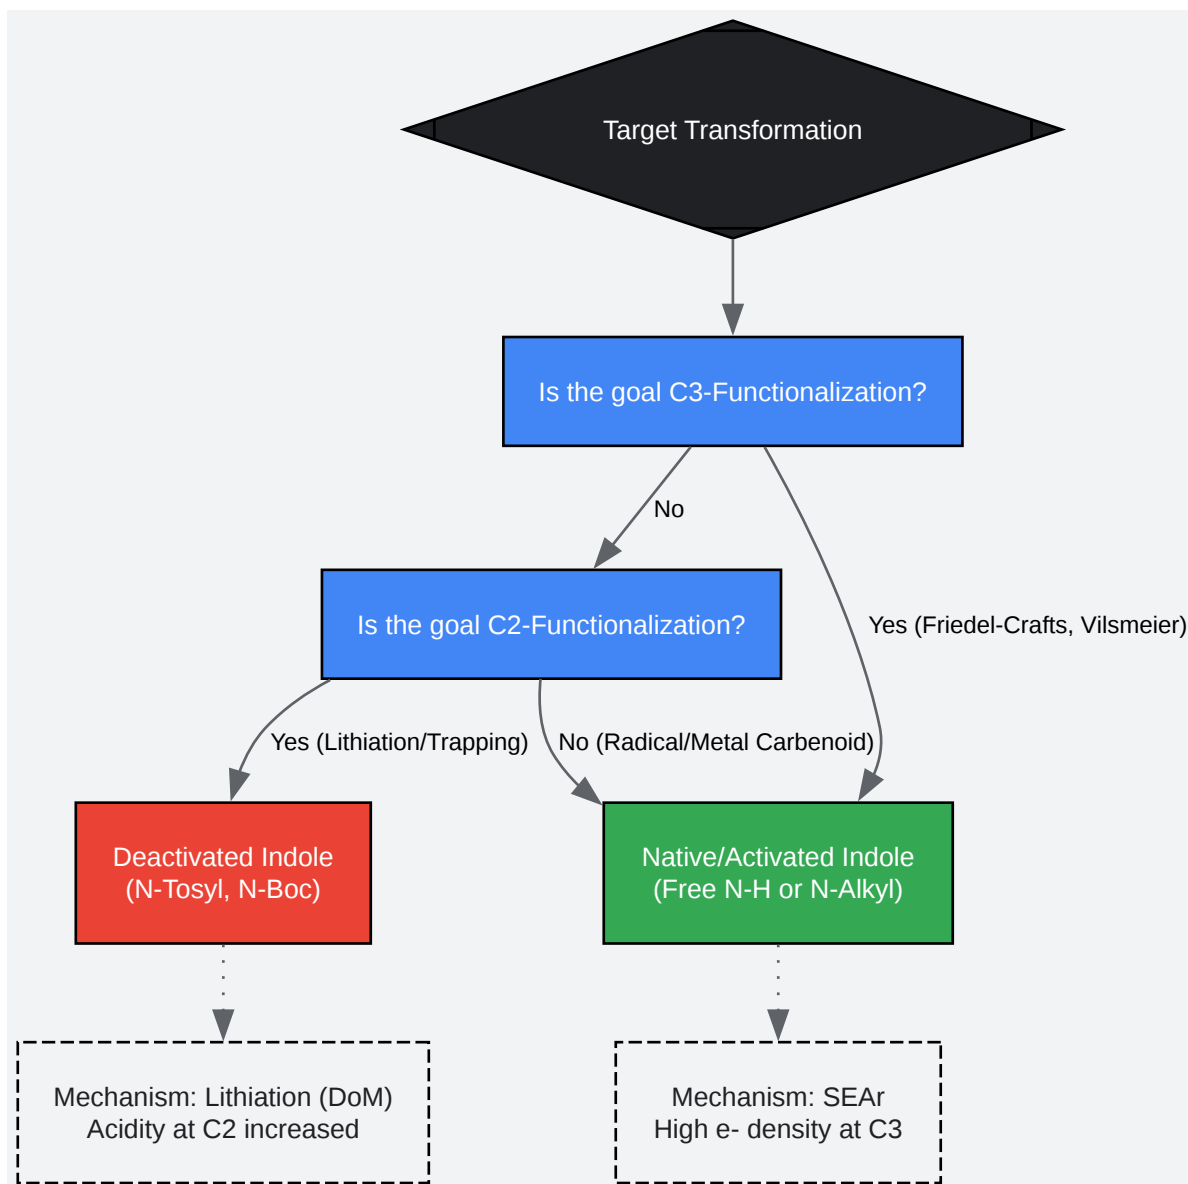 Target Transformation
Is the goal C3-Functionalization?
No
Is the goal C2-Functionalization?
Yes (Friedel-Crafts, Vilsmeier)
Yes (Lithiation/Trapping)
No (Radical/Metal Carbenoid)
Deactivated Indole
(N-Tosyl, N-Boc)
Native/Activated Indole
(Free N-H or N-Alkyl)
Mechanism: Lithiation (DoM)
Acidity at C2 increased
Mechanism: SEAr
High e- density at C3